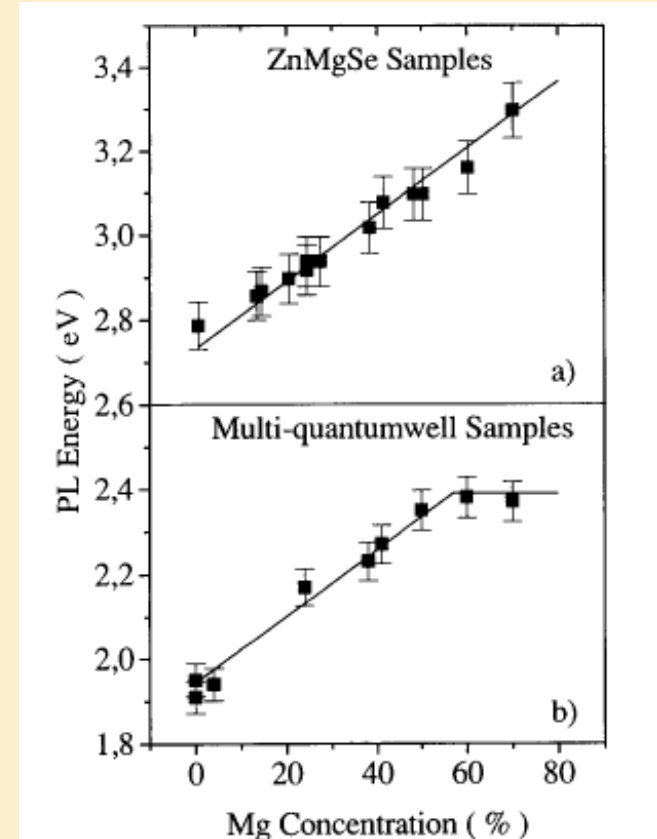 ZnMgSe Samples
3,4
3,2
3,0
2,8
2,6
a)
PL Energy ( eV )
Multi-quantumwell Samples
2,4
2,2
2,0
1,8
b)
0 20 40 60 80
Mg Concentration ( % )